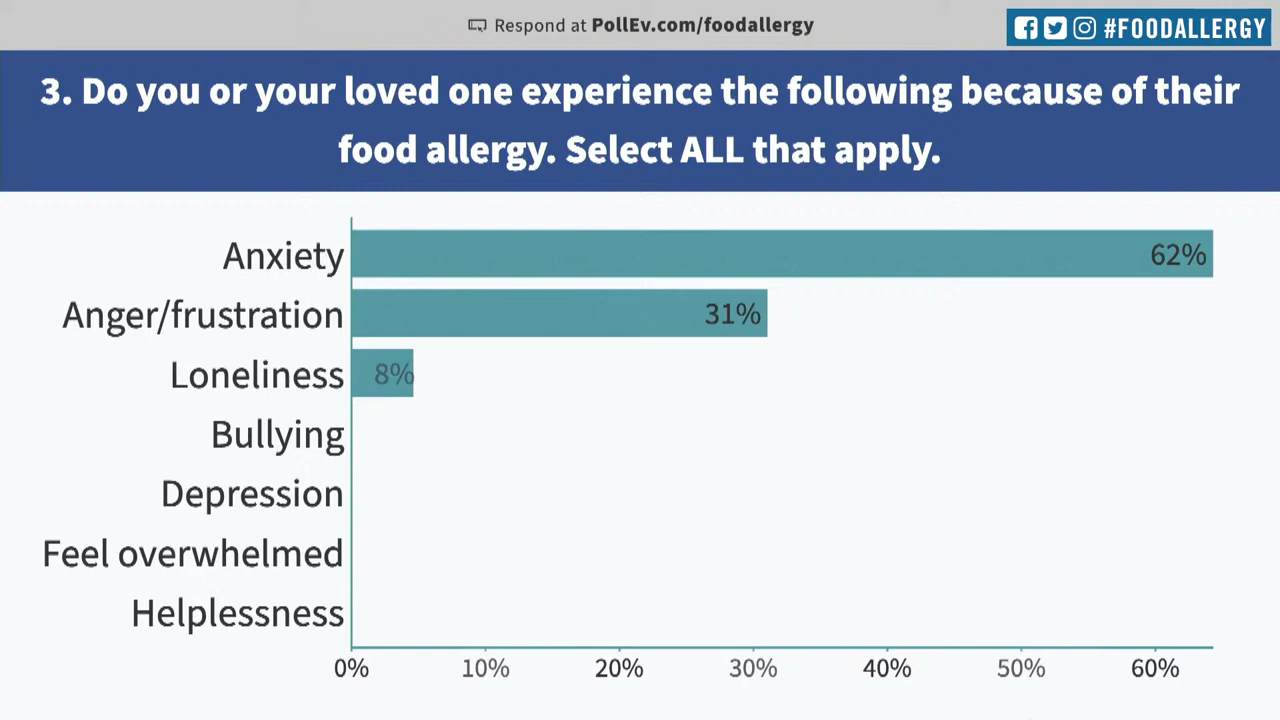 Respond at PollEv.com/foodallergy
#FOODALLERGY
3. Do you or your loved one experience the following because of their
food allergy. Select ALL that apply.
Anxiety 62%
Anger/frustration 31%
Loneliness 8%
Bullying
Depression
Feel overwhelmed
Helplessness
0% 10% 20% 30% 40% 50% 60%